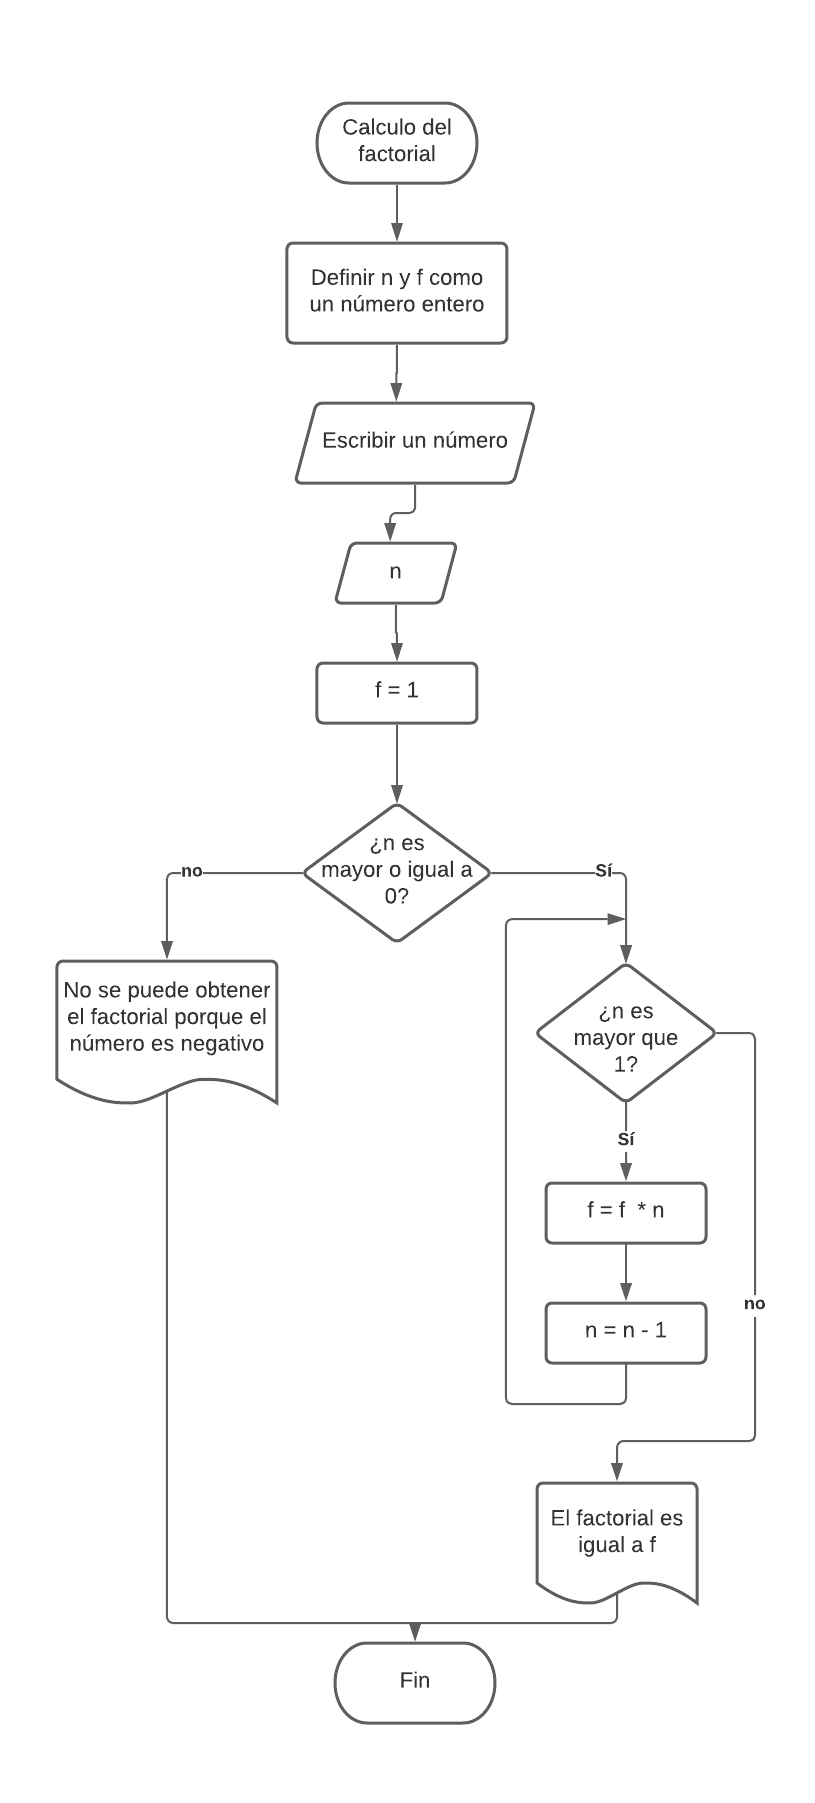 Calculo del
factorial
Definir n y f como
un número entero
Escribir un número
n
f = 1
¿n es
mayor o igual a
0?
no
Sí
No se puede obtener
el factorial porque el
número es negativo
¿n es
mayor que
1?
Sí
f = f  * n
no
n = n - 1
El factorial es
igual a f
Fin